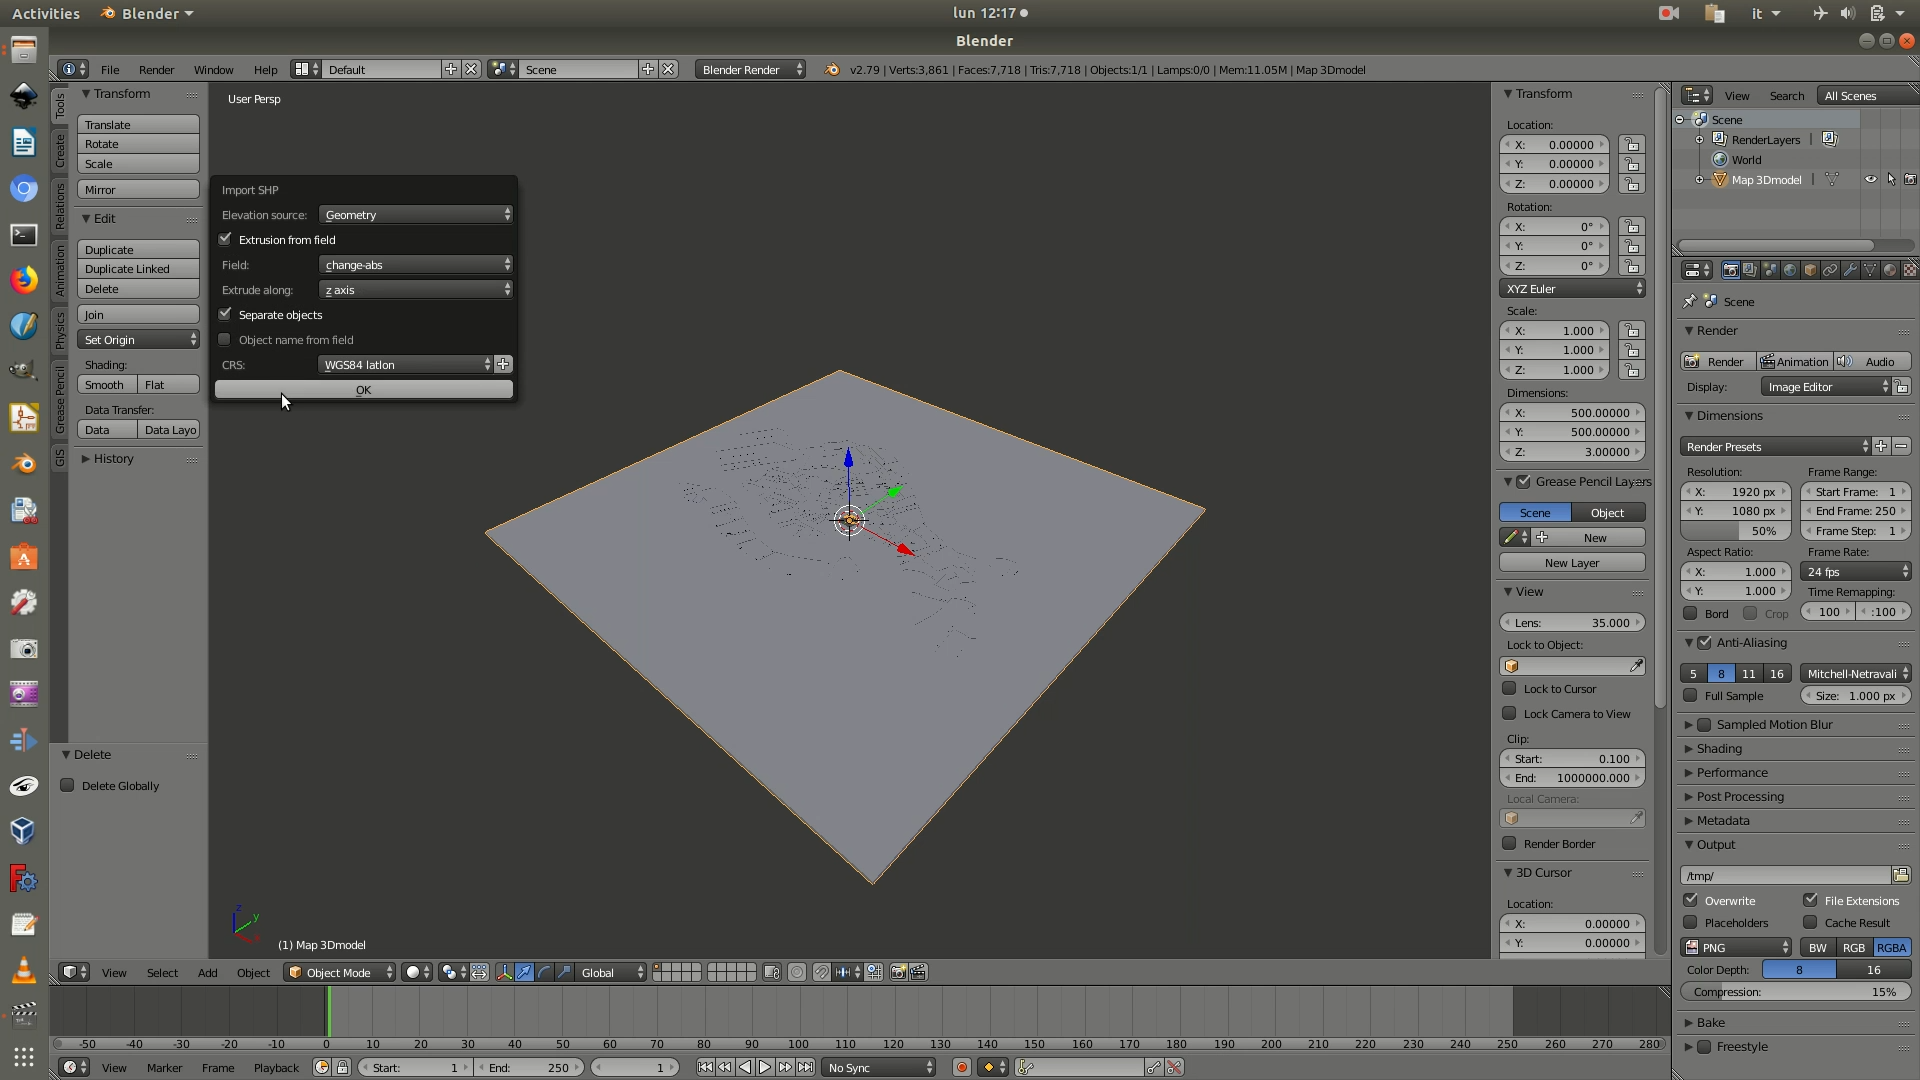 Activities
Blender
lun 12:17
it
Blender
File
Render
Window
Help
Default
Scene
Blender Render
v2.79 | Verts:3,861 | Faces:7,718 | Tris:7,718 | Objects:1/1 | Lamps:0/0 | Mem:11.05M | Map 3Dmodel
Tools
Create
Relations
Animation
Physics
Grease Pencil
GIS
Transform
Translate
Rotate
Scale
Mirror
Edit
Duplicate
Duplicate Linked
Delete
Join
Set Origin
Shading:
Smooth Flat
Data Transfer:
Data Data Layo
History
Delete
Delete Globally
User Persp
Import SHP
Elevation source: Geometry
Extrusion from field
Field: change-abs
Extrude along: z axis
Separate objects
Object name from field
CRS: WGS84 latlon
OK
z
y
(1) Map 3Dmodel
View
Select
Add
Object
Object Mode
Global
Transform
Location:
X: 0.00000
Y: 0.00000
Z: 0.00000
Rotation:
X: 0°
Y: 0°
Z: 0°
XYZ Euler
Scale:
X: 1.000
Y: 1.000
Z: 1.000
Dimensions:
X: 500.00000
Y: 500.00000
Z: 3.00000
Grease Pencil Layers
Scene Object
New
New Layer
View
Lens: 35.000
Lock to Object:
Lock to Cursor
Lock Camera to View
Clip:
Start: 0.100
End: 1000000.000
Local Camera:
Render Border
3D Cursor
Location:
X: 0.00000
Y: 0.00000
View
Search
All Scenes
Scene
RenderLayers
World
Map 3Dmodel
Scene
Render
Render Animation Audio
Display: Image Editor
Dimensions
Render Presets
Resolution: Frame Range:
X: 1920 px Start Frame: 1
Y: 1080 px End Frame: 250
50% Frame Step: 1
Aspect Ratio: Frame Rate:
X: 1.000 24 fps
Y: 1.000 Time Remapping:
Bord Crop 100 :100
Anti-Aliasing
5 8 11 16 Mitchell-Netravali
Full Sample Size: 1.000 px
Sampled Motion Blur
Shading
Performance
Post Processing
Metadata
Output
/tmp/
Overwrite File Extensions
Placeholders Cache Result
PNG BW RGB RGBA
Color Depth: 8 16
Compression: 15%
Bake
Freestyle
-50 -40 -30 -20 -10 0 10 20 30 40 50 60 70 80 90 100 110 120 130 140 150 160 170 180 190 200 210 220 230 240 250 260 270 280
View
Marker
Frame
Playback
Start: 1
End: 250
1
No Sync